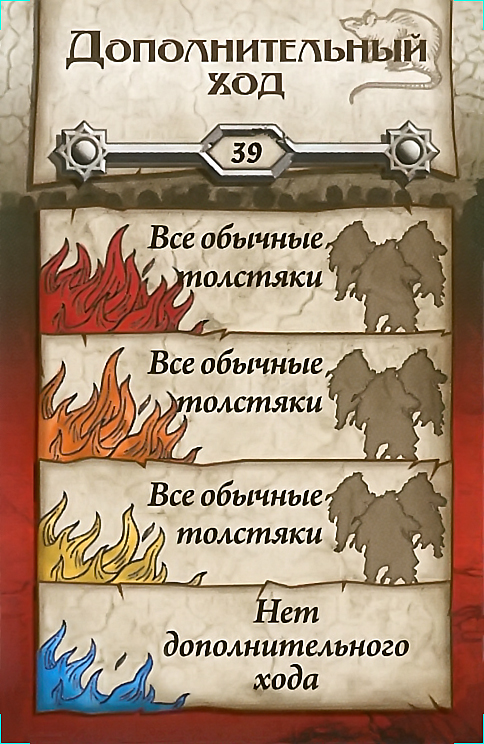 Дополнительный
ход
39
Все обычные
толстяки
Все обычные
толстяки
Все обычные
толстяки
Нет
дополнительного
хода